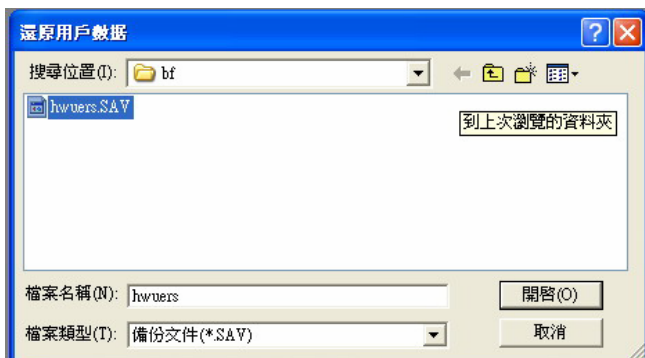 還原用戶數據
搜尋位置(I): bf
hwuers.SAV
到上次瀏覽的資料夾
檔案名稱(N): hwuers 開啓(O)
檔案類型(T): 備份文件(*.SAV) 取消